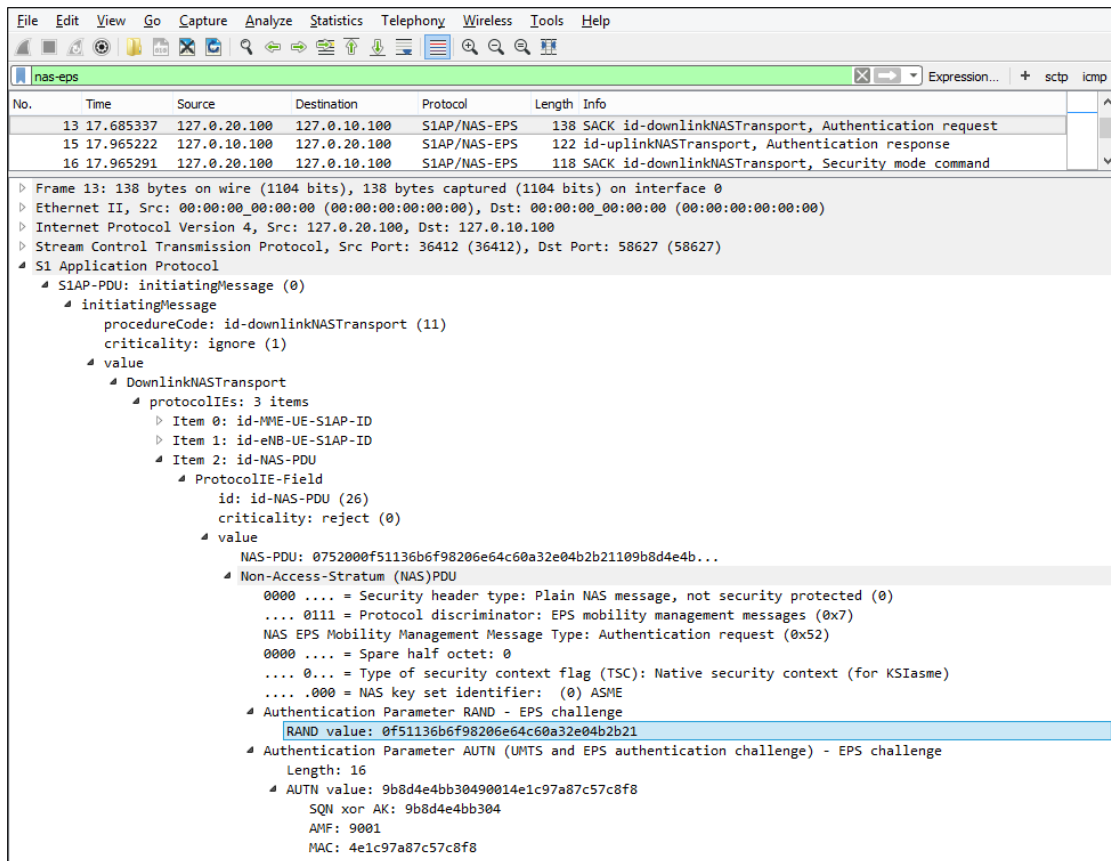 File Edit View Go Capture Analyze Statistics Telephony Wireless Tools Help
nas-eps Expression... + sctp icmp
No. Time Source Destination Protocol Length Info
13 17.685337 127.0.20.100 127.0.10.100 S1AP/NAS-EPS 138 SACK id-downlinkNASTransport, Authentication request
15 17.965222 127.0.10.100 127.0.20.100 S1AP/NAS-EPS 122 id-uplinkNASTransport, Authentication response
16 17.965291 127.0.20.100 127.0.10.100 S1AP/NAS-EPS 118 SACK id-downlinkNASTransport, Security mode command
Frame 13: 138 bytes on wire (1104 bits), 138 bytes captured (1104 bits) on interface 0
Ethernet II, Src: 00:00:00_00:00:00 (00:00:00:00:00:00), Dst: 00:00:00_00:00:00 (00:00:00:00:00:00)
Internet Protocol Version 4, Src: 127.0.20.100, Dst: 127.0.10.100
Stream Control Transmission Protocol, Src Port: 36412 (36412), Dst Port: 58627 (58627)
S1 Application Protocol
S1AP-PDU: initiatingMessage (0)
initiatingMessage
procedureCode: id-downlinkNASTransport (11)
criticality: ignore (1)
value
DownlinkNASTransport
protocolIEs: 3 items
Item 0: id-MME-UE-S1AP-ID
Item 1: id-eNB-UE-S1AP-ID
Item 2: id-NAS-PDU
ProtocolIE-Field
id: id-NAS-PDU (26)
criticality: reject (0)
value
NAS-PDU: 0752000f51136b6f98206e64c60a32e04b2b21109b8d4e4b...
Non-Access-Stratum (NAS)PDU
0000 .... = Security header type: Plain NAS message, not security protected (0)
.... 0111 = Protocol discriminator: EPS mobility management messages (0x7)
NAS EPS Mobility Management Message Type: Authentication request (0x52)
0000 .... = Spare half octet: 0
.... 0... = Type of security context flag (TSC): Native security context (for KSIasme)
.... .000 = NAS key set identifier: (0) ASME
Authentication Parameter RAND - EPS challenge
RAND value: 0f51136b6f98206e64c60a32e04b2b21
Authentication Parameter AUTN (UMTS and EPS authentication challenge) - EPS challenge
Length: 16
AUTN value: 9b8d4e4bb30490014e1c97a87c57c8f8
SQN xor AK: 9b8d4e4bb304
AMF: 9001
MAC: 4e1c97a87c57c8f8